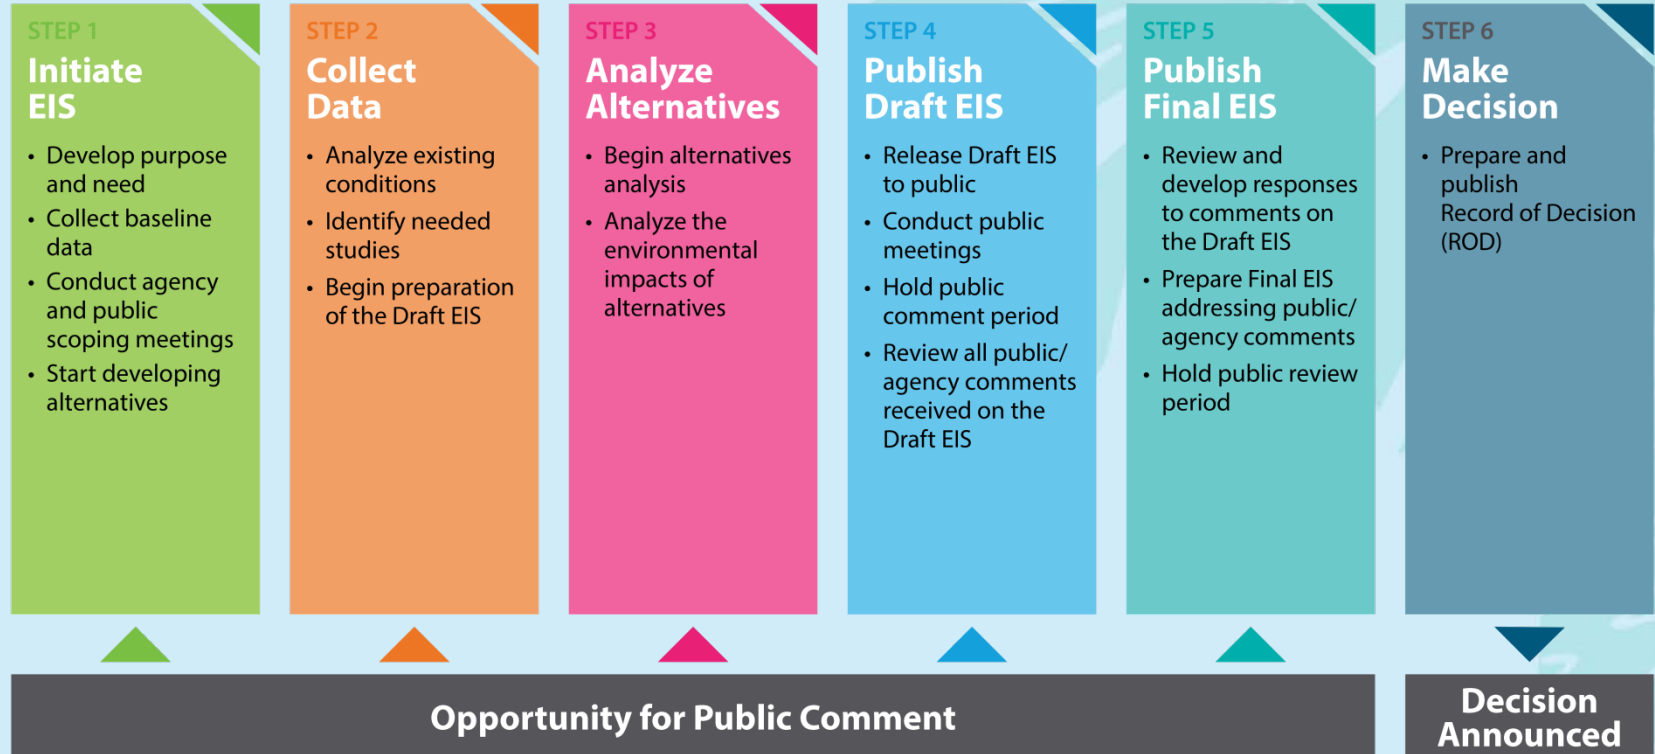 STEP 1
Initiate
EIS
• Develop purpose
and need
• Collect baseline
data
• Conduct agency
and public
scoping meetings
• Start developing
alternatives
STEP 2
Collect
Data
• Analyze existing
conditions
• Identify needed
studies
• Begin preparation
of the Draft EIS
STEP 3
Analyze
Alternatives
• Begin alternatives
analysis
• Analyze the
environmental
impacts of
alternatives
STEP 4
Publish
Draft EIS
• Release Draft EIS
to public
• Conduct public
meetings
• Hold public
comment period
• Review all public/
agency comments
received on the
Draft EIS
STEP 5
Publish
Final EIS
• Review and
develop responses
to comments on
the Draft EIS
• Prepare Final EIS
addressing public/
agency comments
• Hold public review
period
STEP 6
Make
Decision
• Prepare and
publish
Record of Decision
(ROD)
Opportunity for Public Comment
Decision
Announced